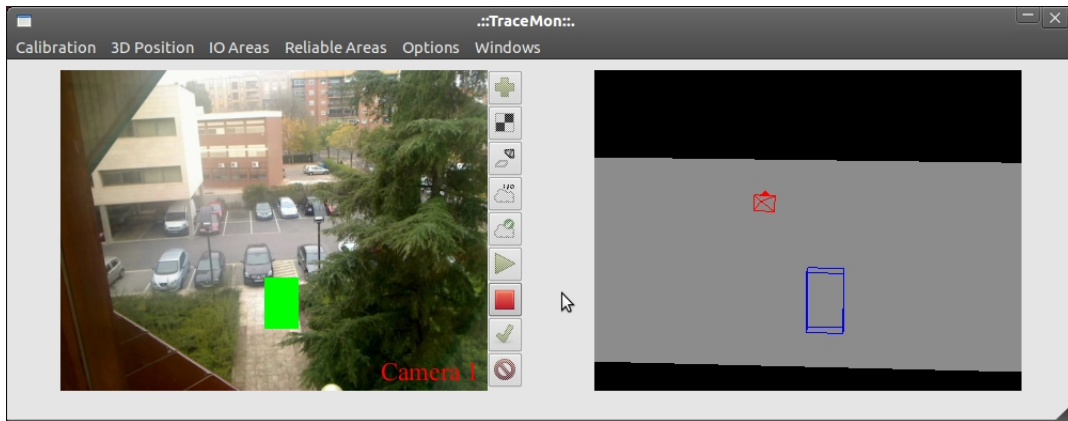 .::TraceMon::.
Calibration 3D Position IO Areas Reliable Areas Options Windows
I/O
Camera 1